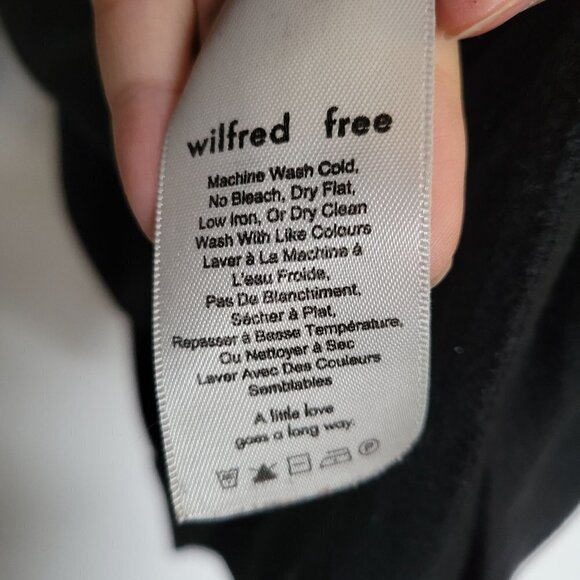 wilfred free
Machine Wash Cold,
No Bleach, Dry Flat,
Low Iron, Or Dry Clean
Wash With Like Colours
Laver à La Machine à
L'eau Froide,
Pas De Blanchiment,
Sécher à Plat,
Repasser à Basse Température,
Ou Nettoyer à Sec
Laver Avec Des Couleurs
Semblables
A little love
goes a long way.
P